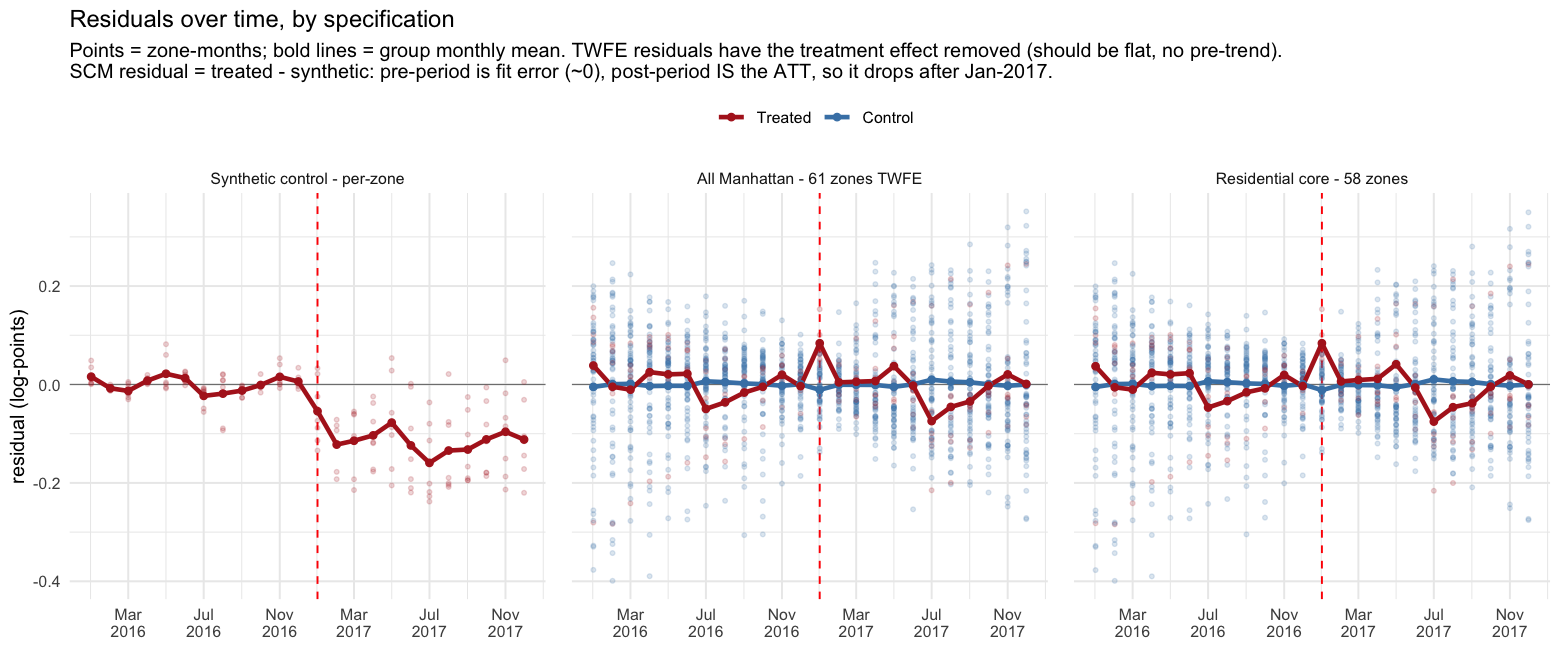 Residuals over time, by specification
Points = zone-months; bold lines = group monthly mean. TWFE residuals have the treatment effect removed (should be flat, no pre-trend).
SCM residual = treated - synthetic: pre-period is fit error (~0), post-period IS the ATT, so it drops after Jan-2017.
Treated Control
Synthetic control - per-zone
All Manhattan - 61 zones TWFE
Residential core - 58 zones
residual (log-points)
0.2
0.0
-0.2
-0.4
Mar 2016
Jul 2016
Nov 2016
Mar 2017
Jul 2017
Nov 2017
Mar 2016
Jul 2016
Nov 2016
Mar 2017
Jul 2017
Nov 2017
Mar 2016
Jul 2016
Nov 2016
Mar 2017
Jul 2017
Nov 2017